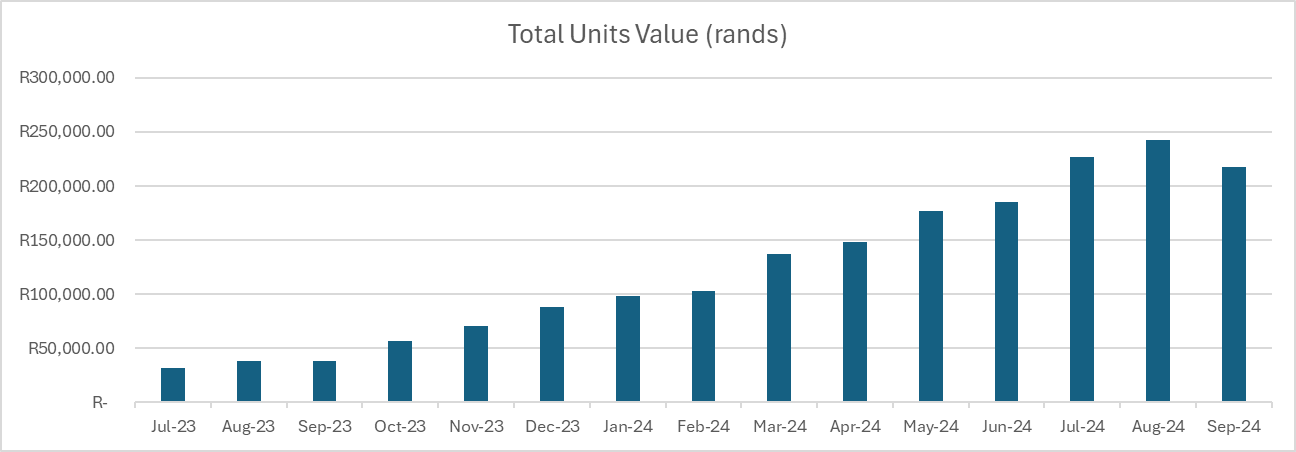 Total Units Value (rands)
R300,000.00
R250,000.00
R200,000.00
R150,000.00
R100,000.00
R50,000.00
R-
Jul-23 Aug-23 Sep-23 Oct-23 Nov-23 Dec-23 Jan-24 Feb-24 Mar-24 Apr-24 May-24 Jun-24 Jul-24 Aug-24 Sep-24